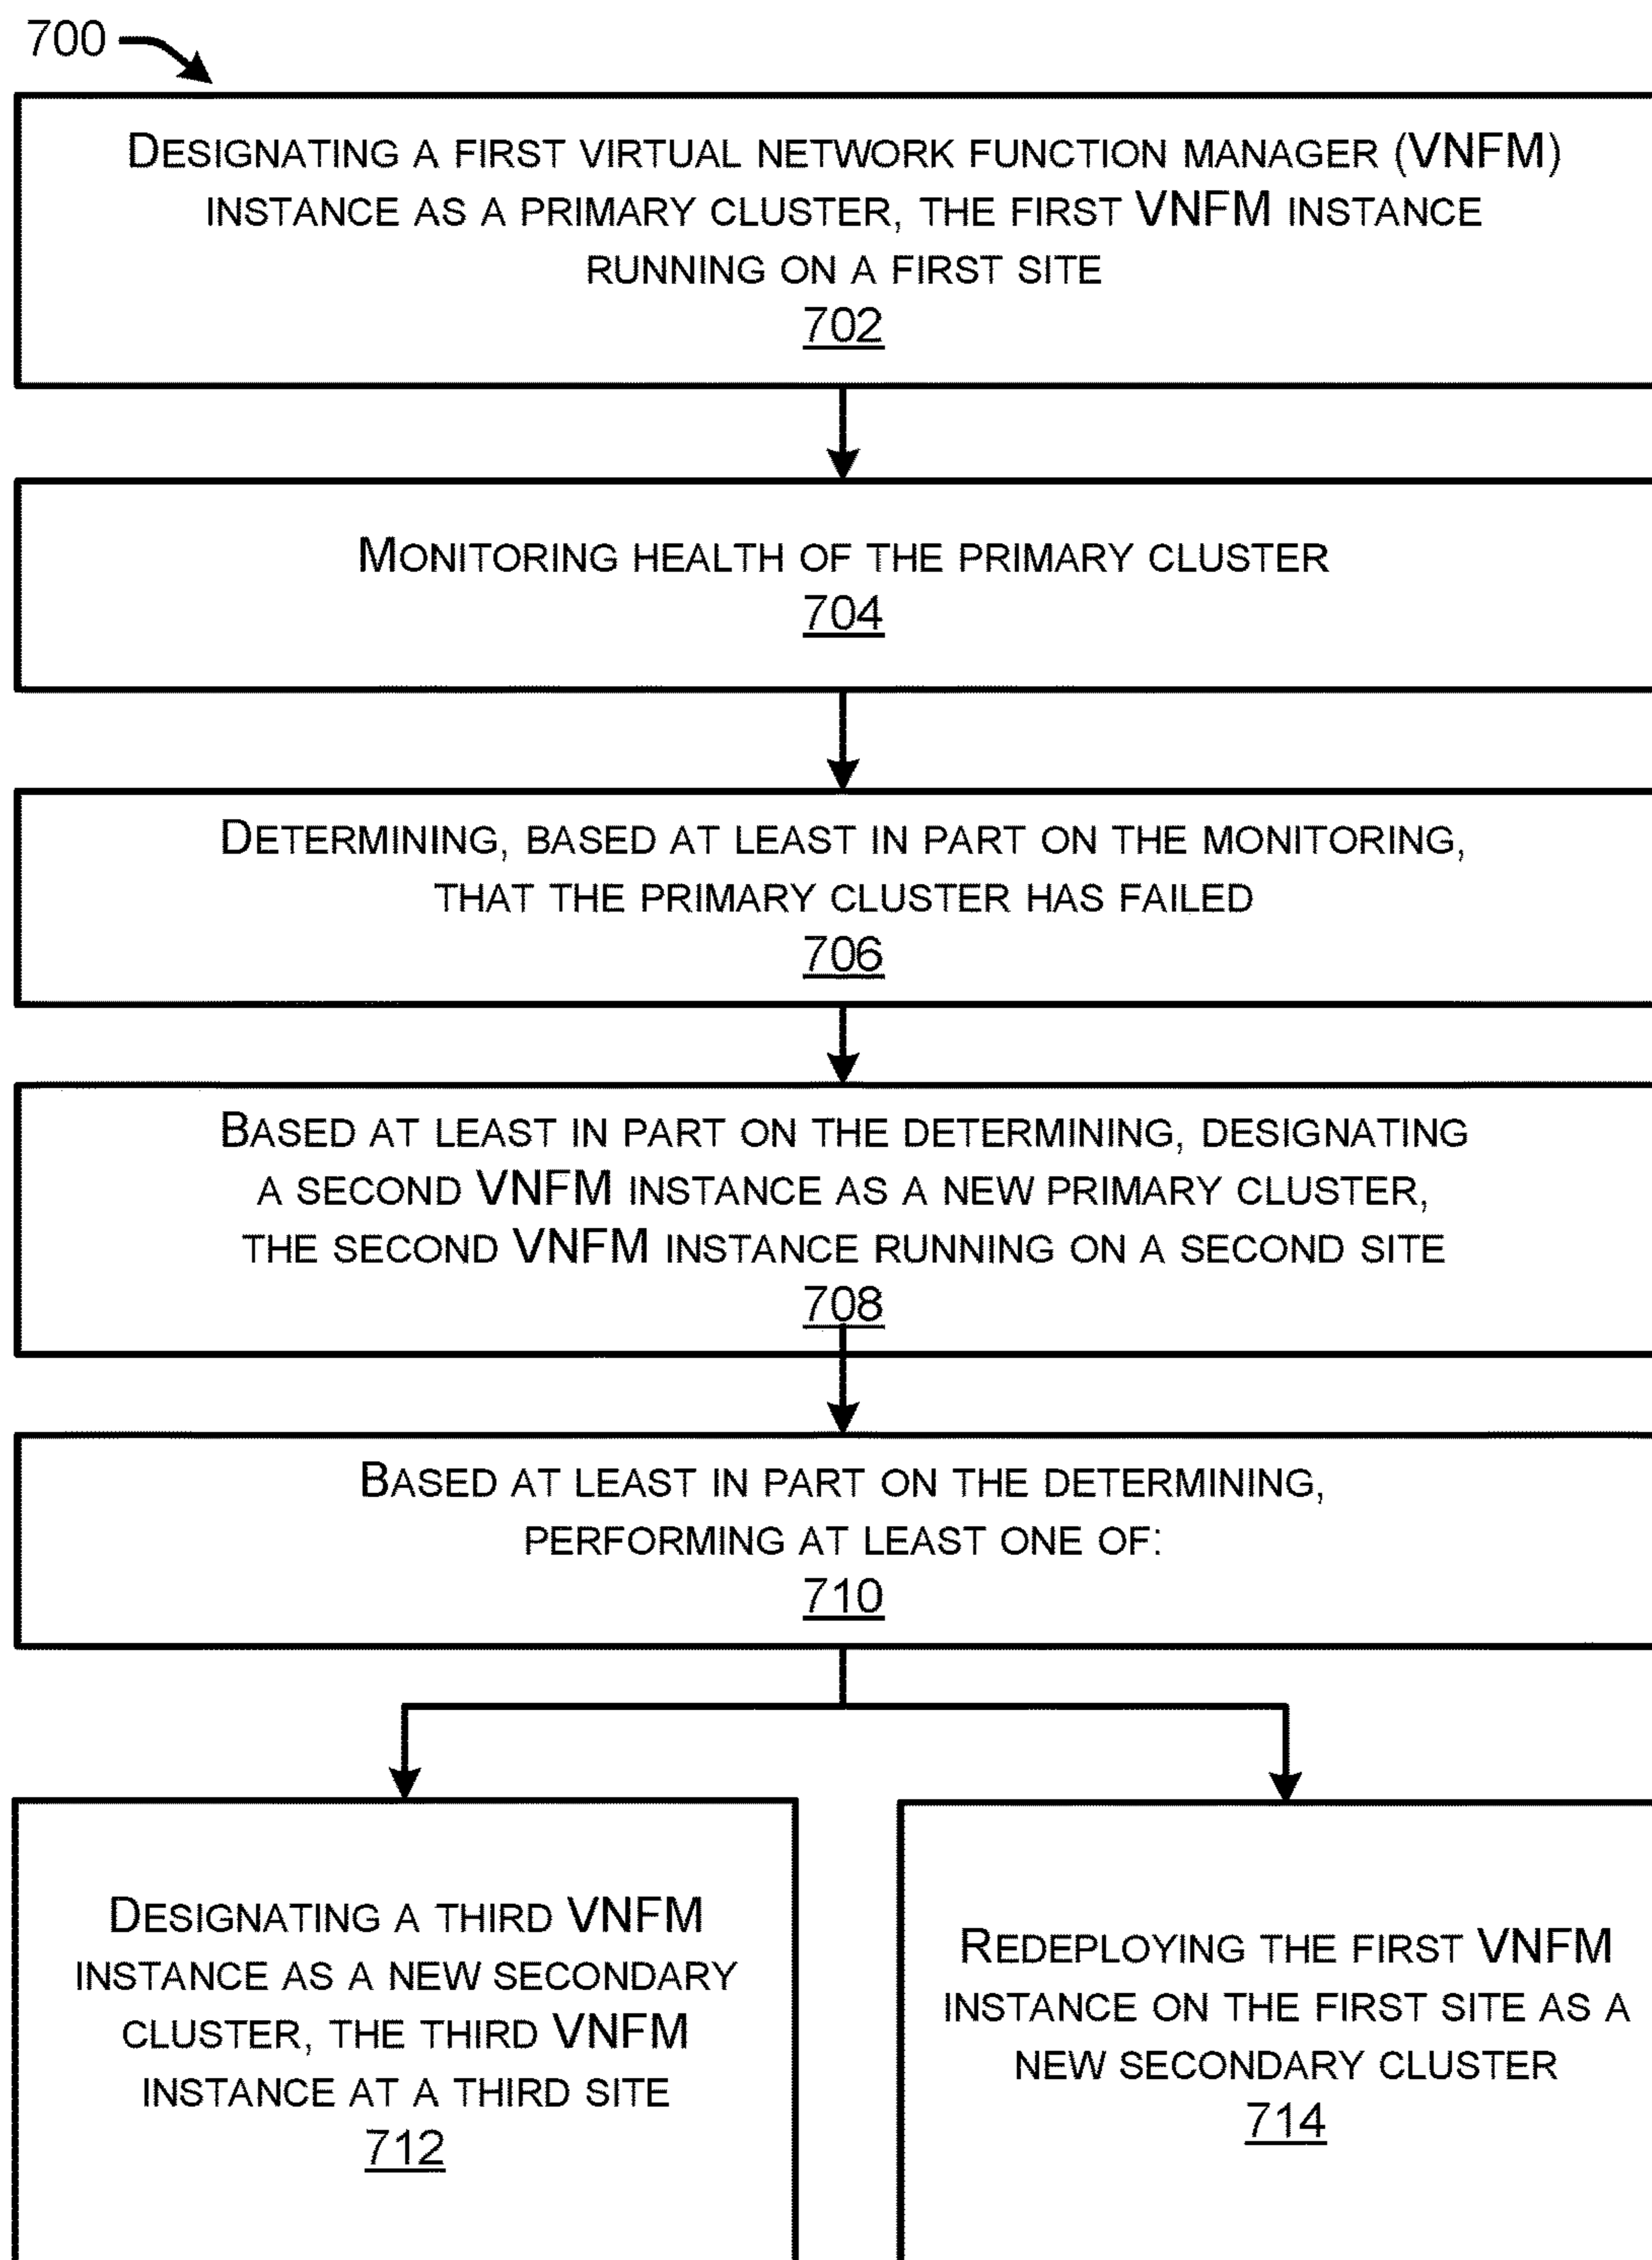 700
DESIGNATING A FIRST VIRTUAL NETWORK FUNCTION MANAGER (VNFM)
INSTANCE AS A PRIMARY CLUSTER, THE FIRST VNFM INSTANCE
RUNNING ON A FIRST SITE
702
MONITORING HEALTH OF THE PRIMARY CLUSTER
704
DETERMINING, BASED AT LEAST IN PART ON THE MONITORING,
THAT THE PRIMARY CLUSTER HAS FAILED
706
BASED AT LEAST IN PART ON THE DETERMINING, DESIGNATING
A SECOND VNFM INSTANCE AS A NEW PRIMARY CLUSTER,
THE SECOND VNFM INSTANCE RUNNING ON A SECOND SITE
708
BASED AT LEAST IN PART ON THE DETERMINING,
PERFORMING AT LEAST ONE OF:
710
DESIGNATING A THIRD VNFM
INSTANCE AS A NEW SECONDARY
CLUSTER, THE THIRD VNFM
INSTANCE AT A THIRD SITE
712
REDEPLOYING THE FIRST VNFM
INSTANCE ON THE FIRST SITE AS A
NEW SECONDARY CLUSTER
714